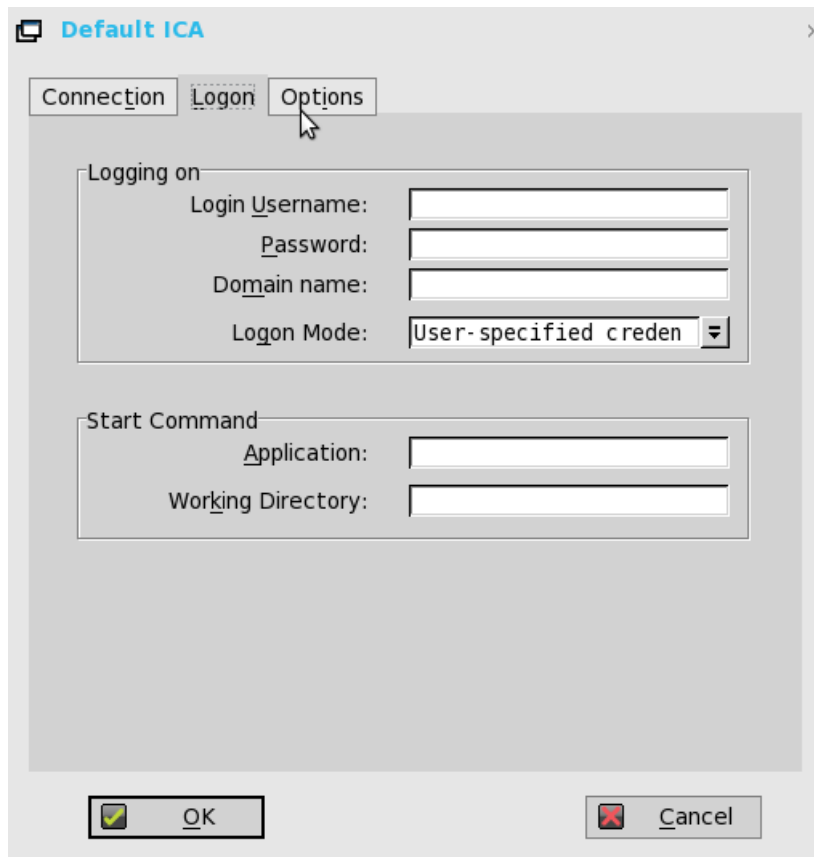 Default ICA
Connection Logon Options
Logging on
Login Username:
Password:
Domain name:
Logon Mode: User-specified creden
Start Command
Application:
Working Directory:
OK Cancel